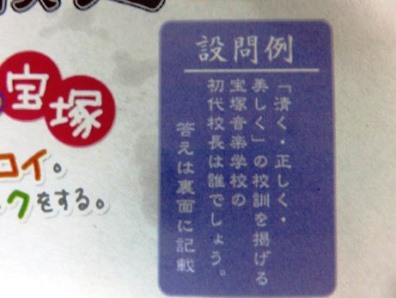 宝塚
コイ。
クをする。
設問例
「清く・正しく・
美しく」の校訓を掲げる
宝塚音楽学校の
初代校長は誰でしょう。
答えは裏面に記載